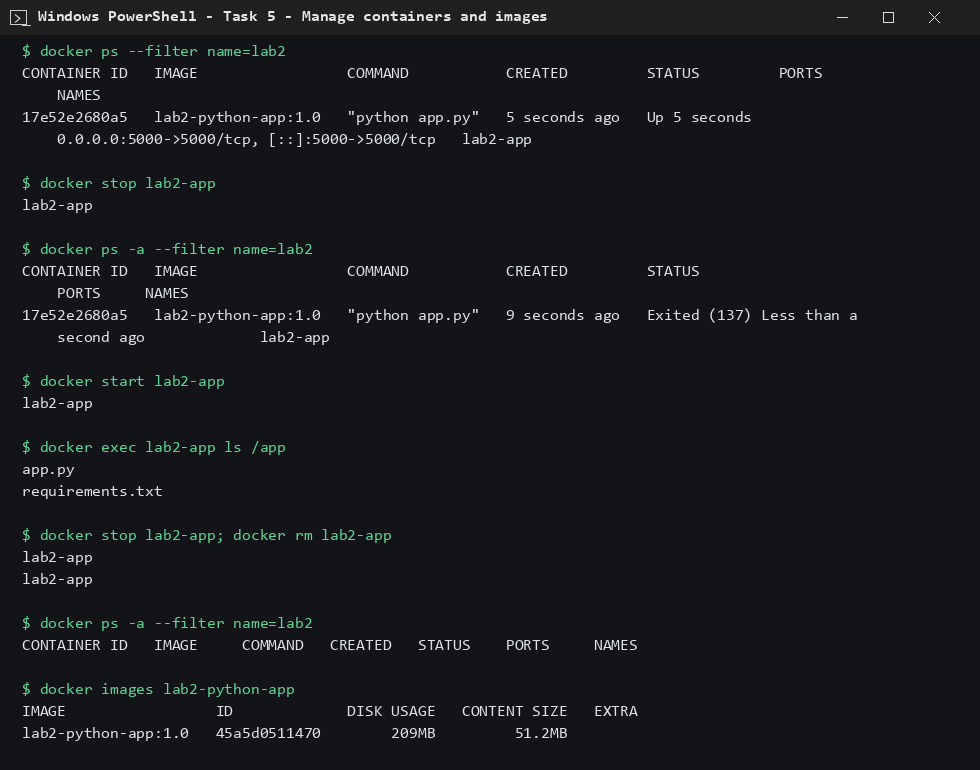 Windows PowerShell - Task 5 - Manage containers and images
$ docker ps --filter name=lab2
CONTAINER ID   IMAGE                 COMMAND           CREATED         STATUS         PORTS
    NAMES
17e52e2680a5   lab2-python-app:1.0   "python app.py"   5 seconds ago   Up 5 seconds
    0.0.0.0:5000->5000/tcp, [::]:5000->5000/tcp   lab2-app
$ docker stop lab2-app
lab2-app
$ docker ps -a --filter name=lab2
CONTAINER ID   IMAGE                 COMMAND           CREATED         STATUS
    PORTS     NAMES
17e52e2680a5   lab2-python-app:1.0   "python app.py"   9 seconds ago   Exited (137) Less than a
    second ago             lab2-app
$ docker start lab2-app
lab2-app
$ docker exec lab2-app ls /app
app.py
requirements.txt
$ docker stop lab2-app; docker rm lab2-app
lab2-app
lab2-app
$ docker ps -a --filter name=lab2
CONTAINER ID   IMAGE     COMMAND   CREATED   STATUS    PORTS     NAMES
$ docker images lab2-python-app
IMAGE                 ID             DISK USAGE   CONTENT SIZE   EXTRA
lab2-python-app:1.0   45a5d0511470        209MB         51.2MB